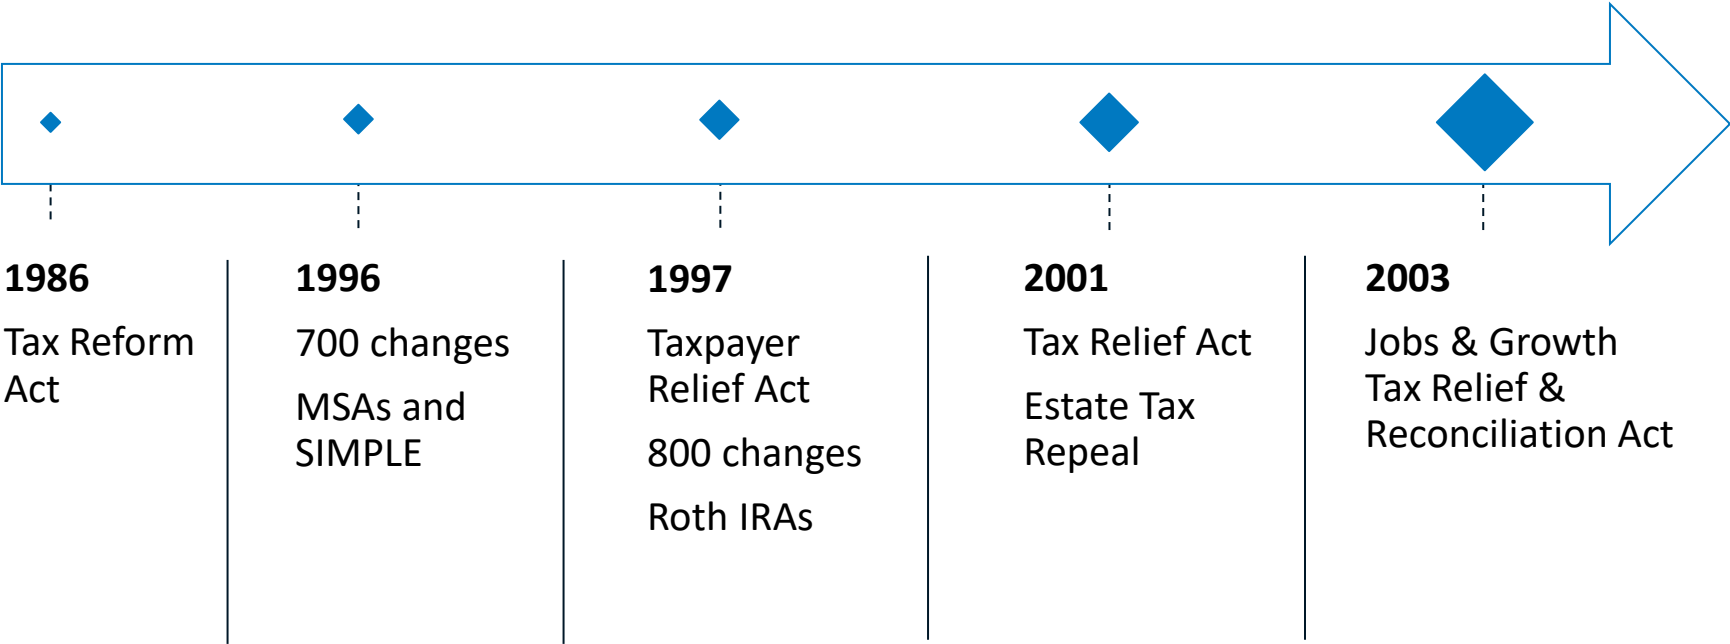 1986
Tax Reform
Act
1996
700 changes
MSAs and
SIMPLE
1997
Taxpayer
Relief Act
800 changes
Roth IRAs
2001
Tax Relief Act
Estate Tax
Repeal
2003
Jobs & Growth
Tax Relief &
Reconciliation Act